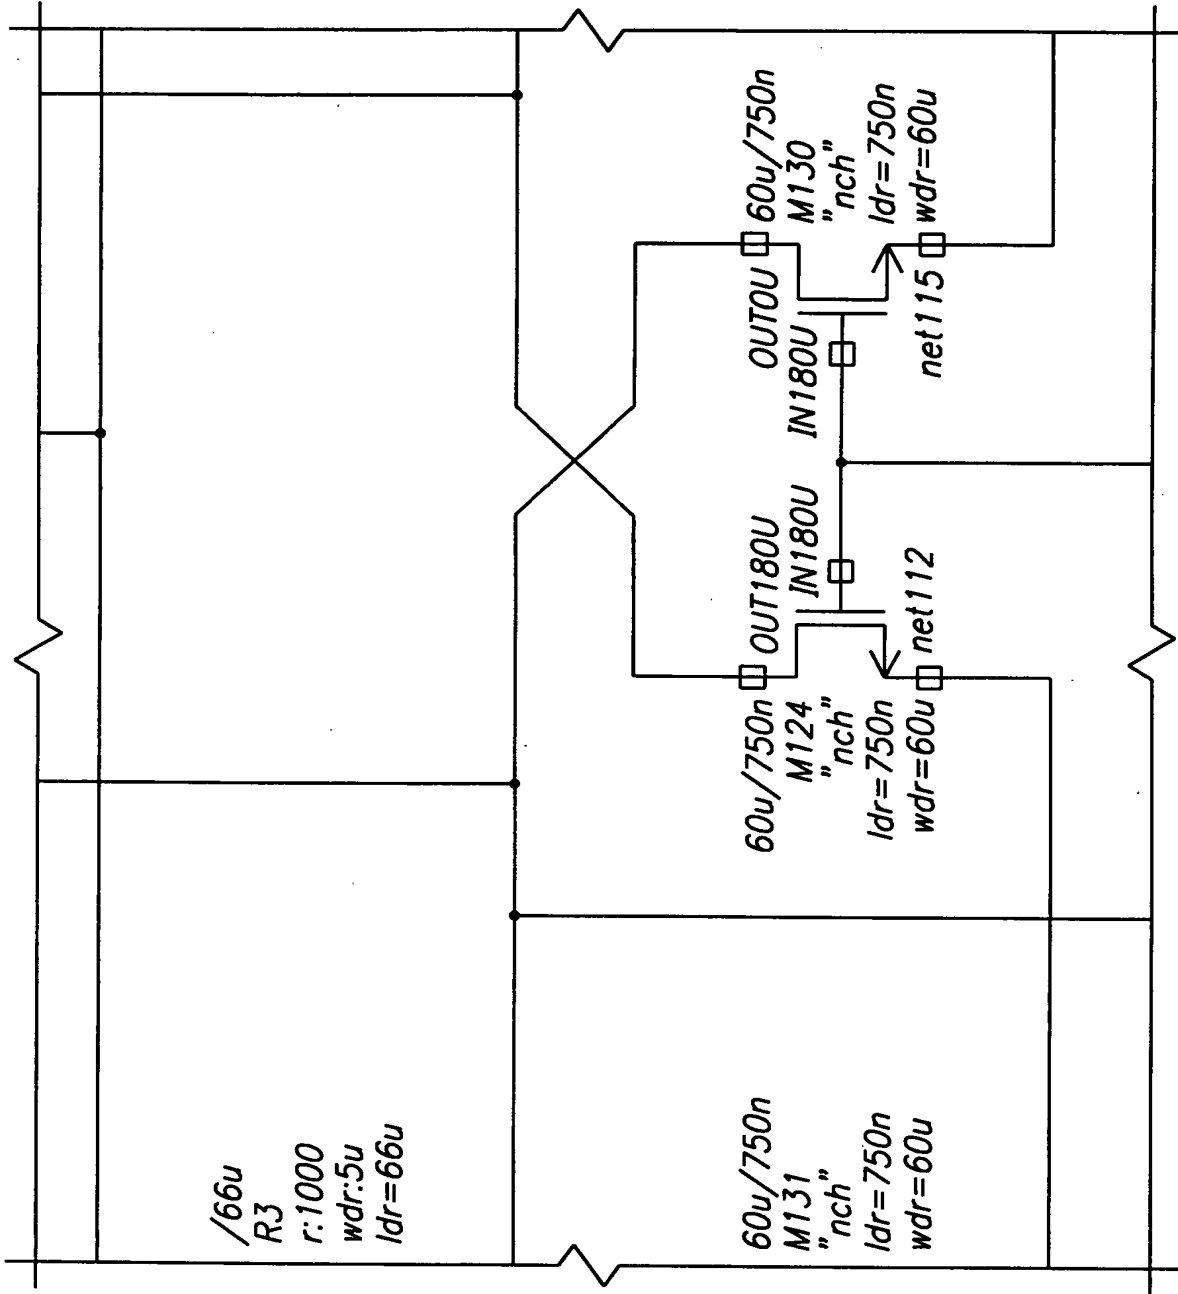 /66u
R3
r:1000
wdr:5u
ldr=66u
60u/750n
M131
"nch"
ldr=750n
wdr=60u
60u/750n
M124
"nch"
ldr=750n
wdr=60u
OUT180U
IN180U
net112
OUT0U
IN180U
net115
60u/750n
M130
"nch"
ldr=750n
wdr=60u